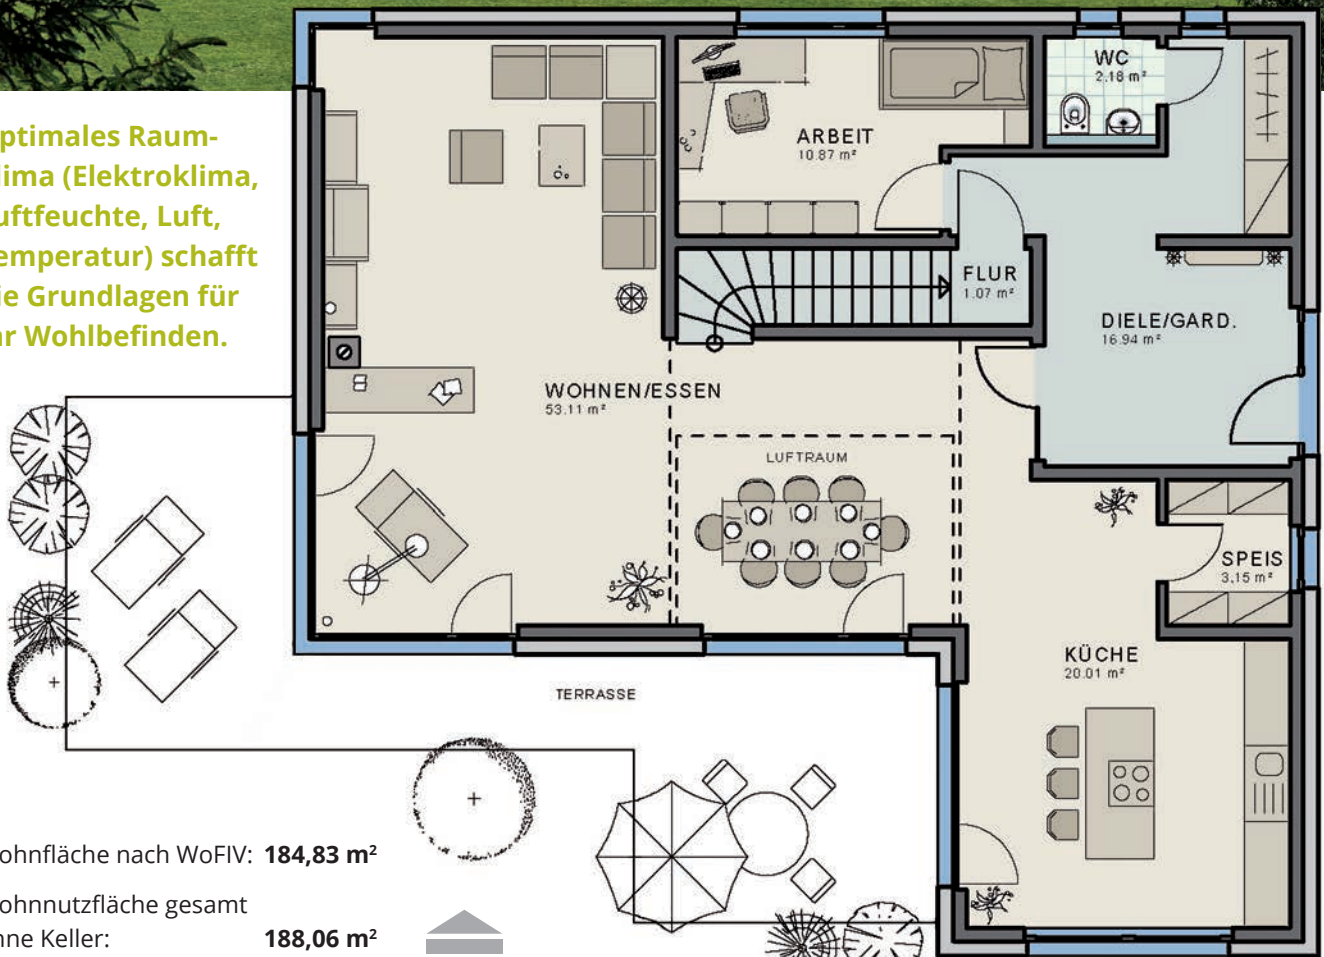 ptimales Raum-
lima (Elektroklima,
uftfeuchte, Luft,
emperatur) schafft
ie Grundlagen für
r Wohlbefinden.
WC
2.18 m²
ARBEIT
10.87 m²
FLUR
1.07 m²
DIELE/GARD.
16.94 m²
WOHNEN/ESSEN
53.11 m²
LUFTRAUM
SPEIS
3,15 m²
KÜCHE
20.01 m²
TERRASSE
ohnfläche nach WoFIV: 184,83 m²
ohnnutzfläche gesamt
nne Keller: 188,06 m²